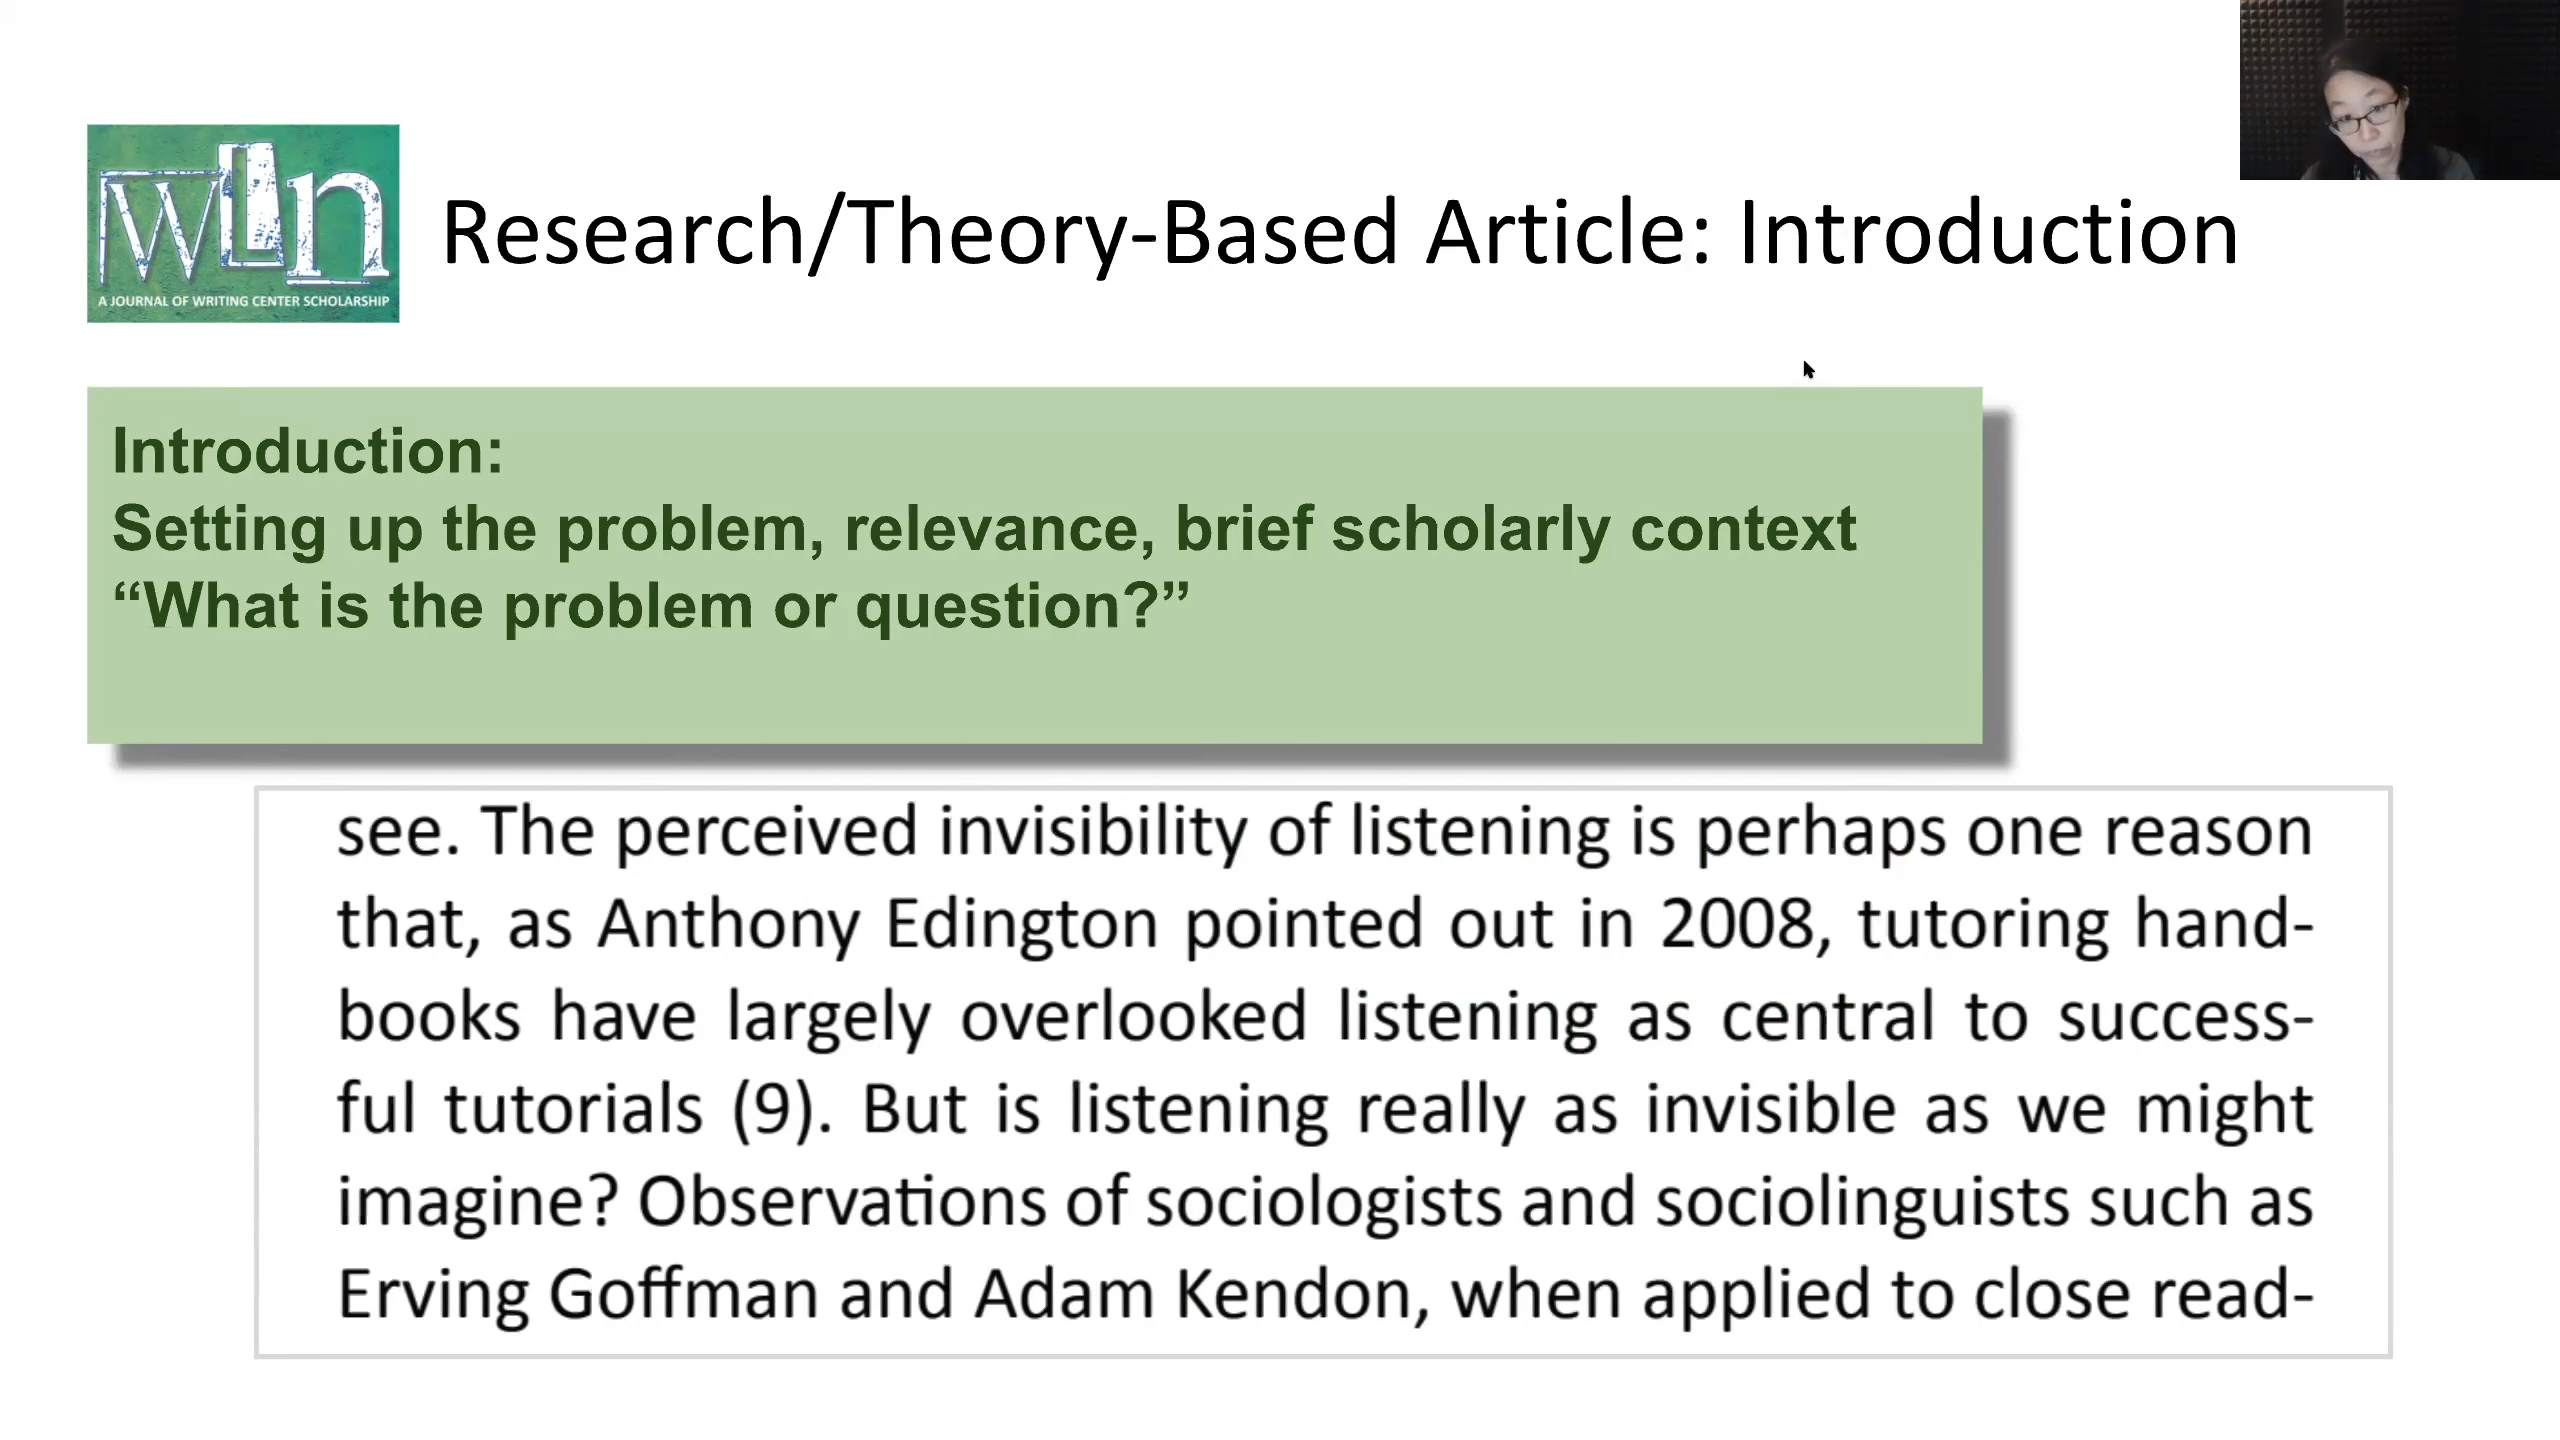 wLn
A JOURNAL OF WRITING CENTER SCHOLARSHIP
Research/Theory-Based Article: Introduction
Introduction:
Setting up the problem, relevance, brief scholarly context
“What is the problem or question?”
see. The perceived invisibility of listening is perhaps one reason
that, as Anthony Edington pointed out in 2008, tutoring hand-
books have largely overlooked listening as central to success-
ful tutorials (9). But is listening really as invisible as we might
imagine? Observations of sociologists and sociolinguists such as
Erving Goffman and Adam Kendon, when applied to close read-